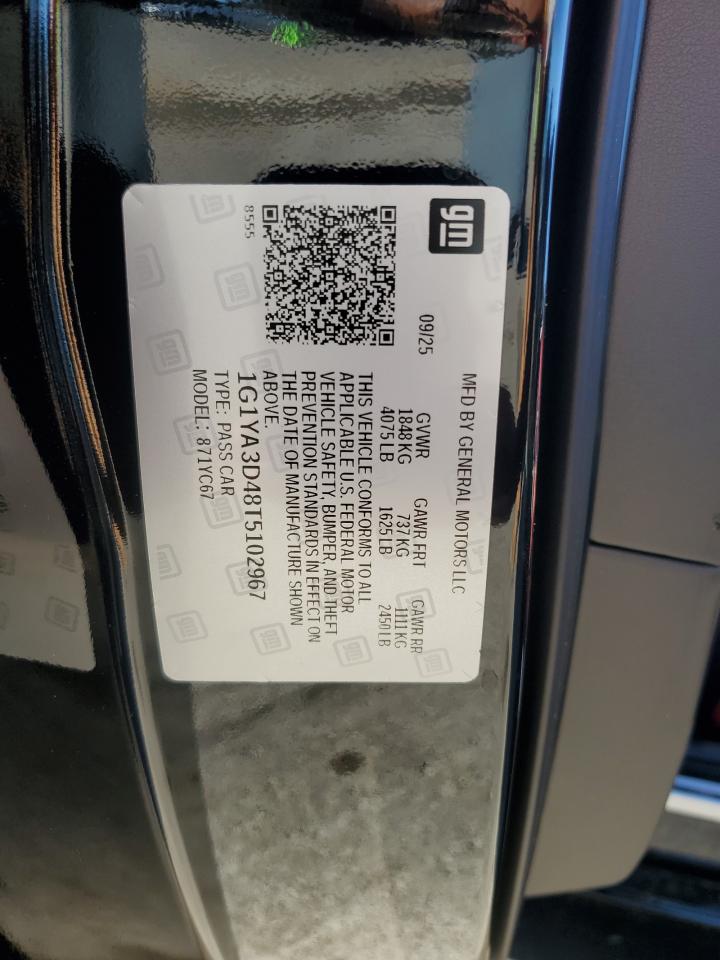 gm
MFD BY GENERAL MOTORS LLC
09/25
GVWR GAWR FRT GAWR RR
1848 KG 737 KG 1111 KG
4075 LB 1625 LB 2450 LB
THIS VEHICLE CONFORMS TO ALL
APPLICABLE U.S. FEDERAL MOTOR
VEHICLE SAFETY, BUMPER, AND THEFT
PREVENTION STANDARDS IN EFFECT ON
THE DATE OF MANUFACTURE SHOWN
ABOVE.
1G1YA3D48T5102967
TYPE: PASS CAR
MODEL: 871YC67
8555